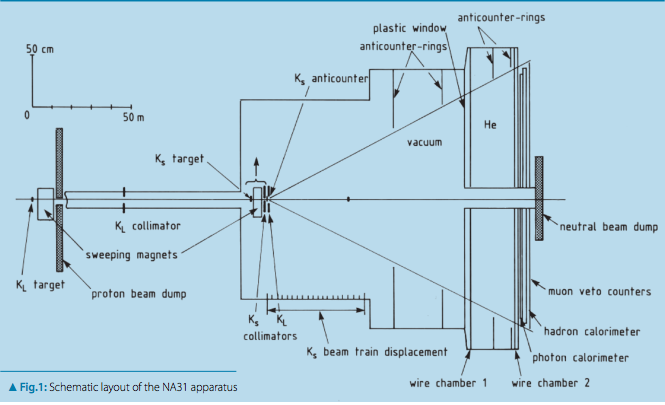 anticounter-rings
plastic window
anticounter-rings
50 cm
Ks anticounter
0
50 m
He
vacuum
Ks target
KL collimator
neutral beam dump
sweeping magnets
KL target
proton beam dump
muon veto counters
Ks KL
collimators
hadron calorimeter
Ks beam train displacement
photon calorimeter
wire chamber 1
wire chamber 2
▲ Fig.1: Schematic layout of the NA31 apparatus